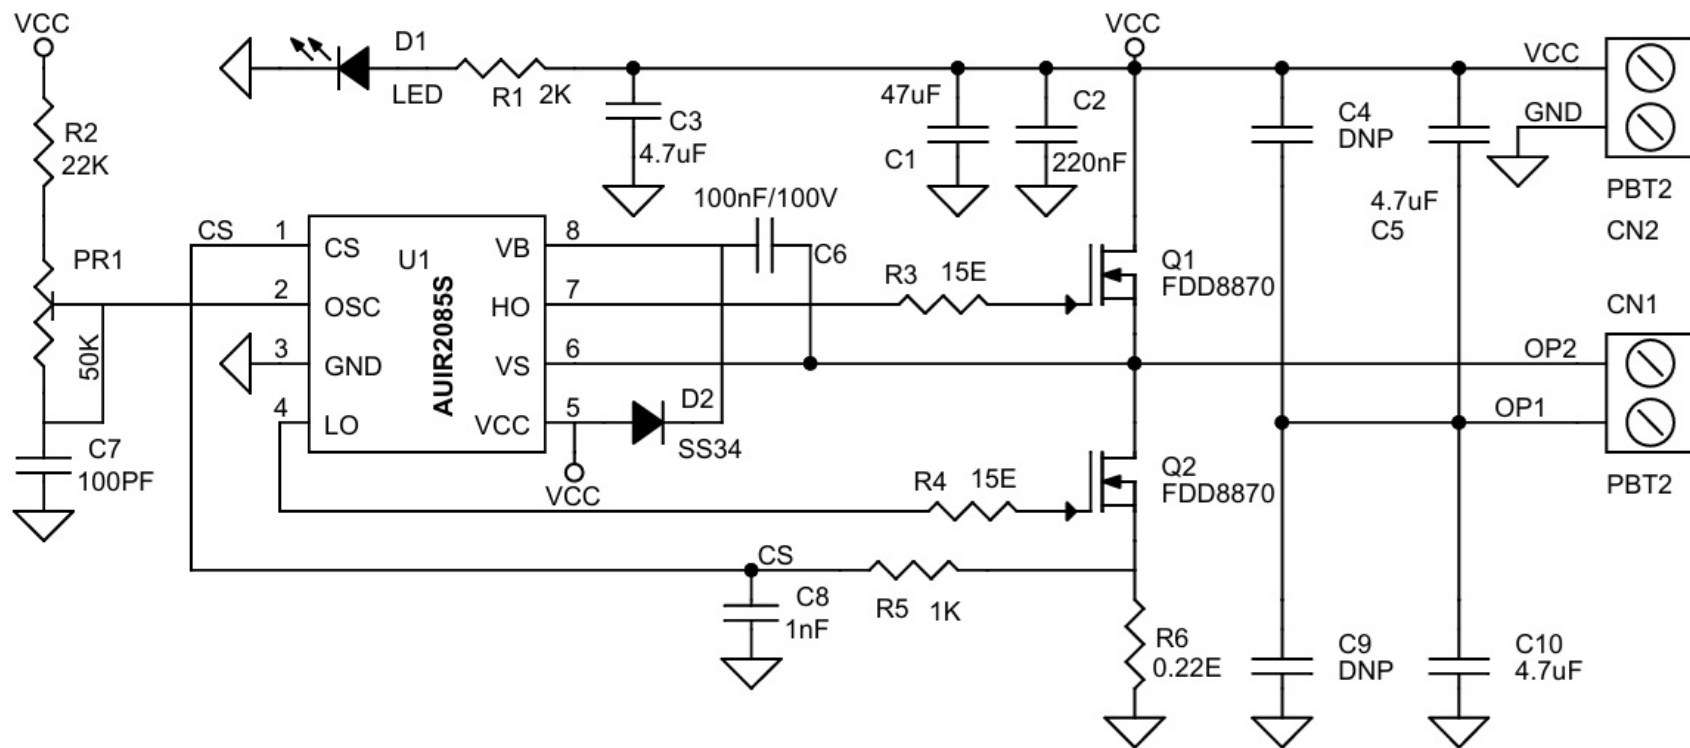 VCC
R2
22K
PR1
50K
C7
100PF
D1
LED
R1 2K
C3
4.7uF
VCC
47uF
C1
C2
220nF
C4
DNP
4.7uF
C5
VCC
GND
PBT2
CN2
100nF/100V
C6
CS
1
2
3
4
CS
OSC
GND
LO
U1
AUIR2085S
VB
HO
VS
VCC
8
7
6
5
D2
SS34
VCC
R3 15E
Q1
FDD8870
R4 15E
Q2
FDD8870
CN1
OP2
OP1
PBT2
CS
C8
1nF
R5 1K
R6
0.22E
C9
DNP
C10
4.7uF